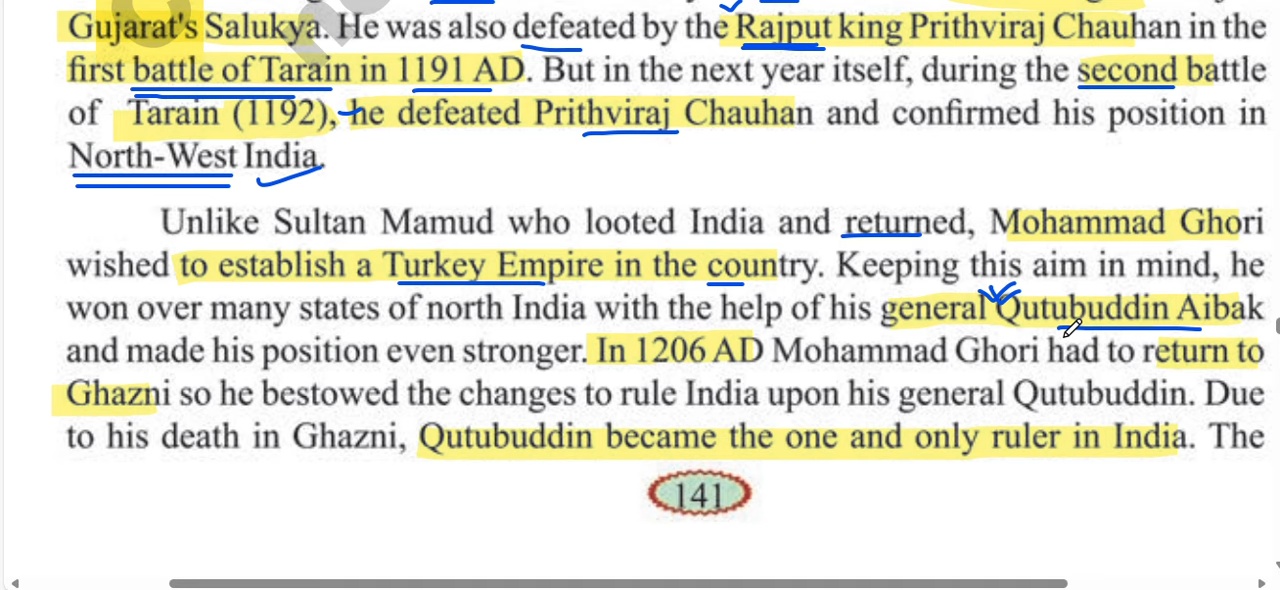 Gujarat's Salukya. He was also defeated by the Rajput king Prithviraj Chauhan in the
first battle of Tarain in 1191 AD. But in the next year itself, during the second battle
of Tarain (1192), he defeated Prithviraj Chauhan and confirmed his position in
North-West India.
Unlike Sultan Mamud who looted India and returned, Mohammad Ghori
wished to establish a Turkey Empire in the country. Keeping this aim in mind, he
won over many states of north India with the help of his general Qutubuddin Aibak
and made his position even stronger. In 1206 AD Mohammad Ghori had to return to
Ghazni so he bestowed the changes to rule India upon his general Qutubuddin. Due
to his death in Ghazni, Qutubuddin became the one and only ruler in India. The
141